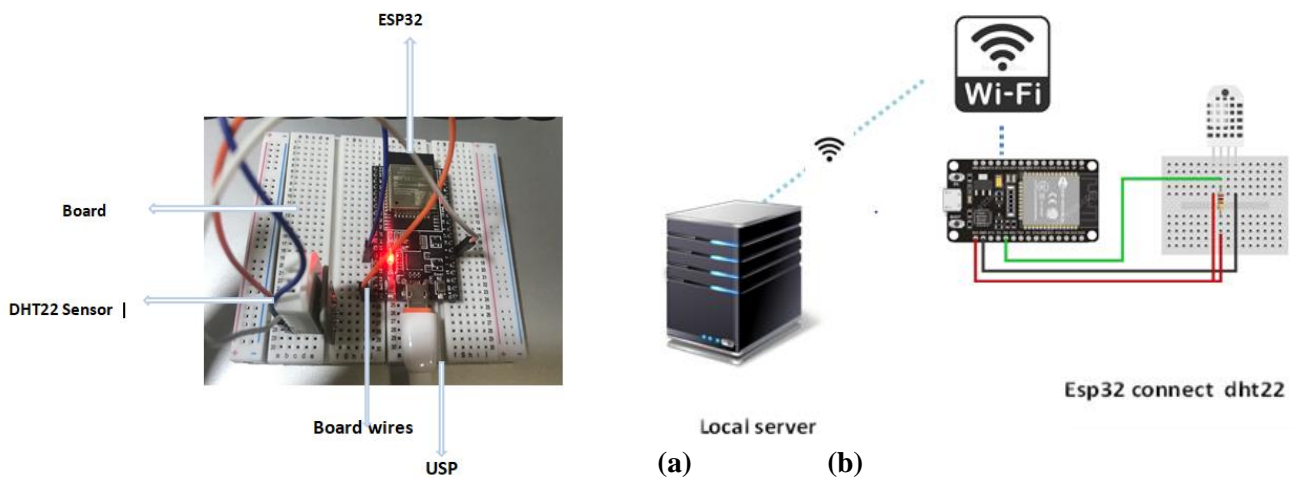 ESP32
Board
DHT22 Sensor |
Board wires
USP
Wi-Fi
Esp32 connect dht22
Local server
(a)
(b)